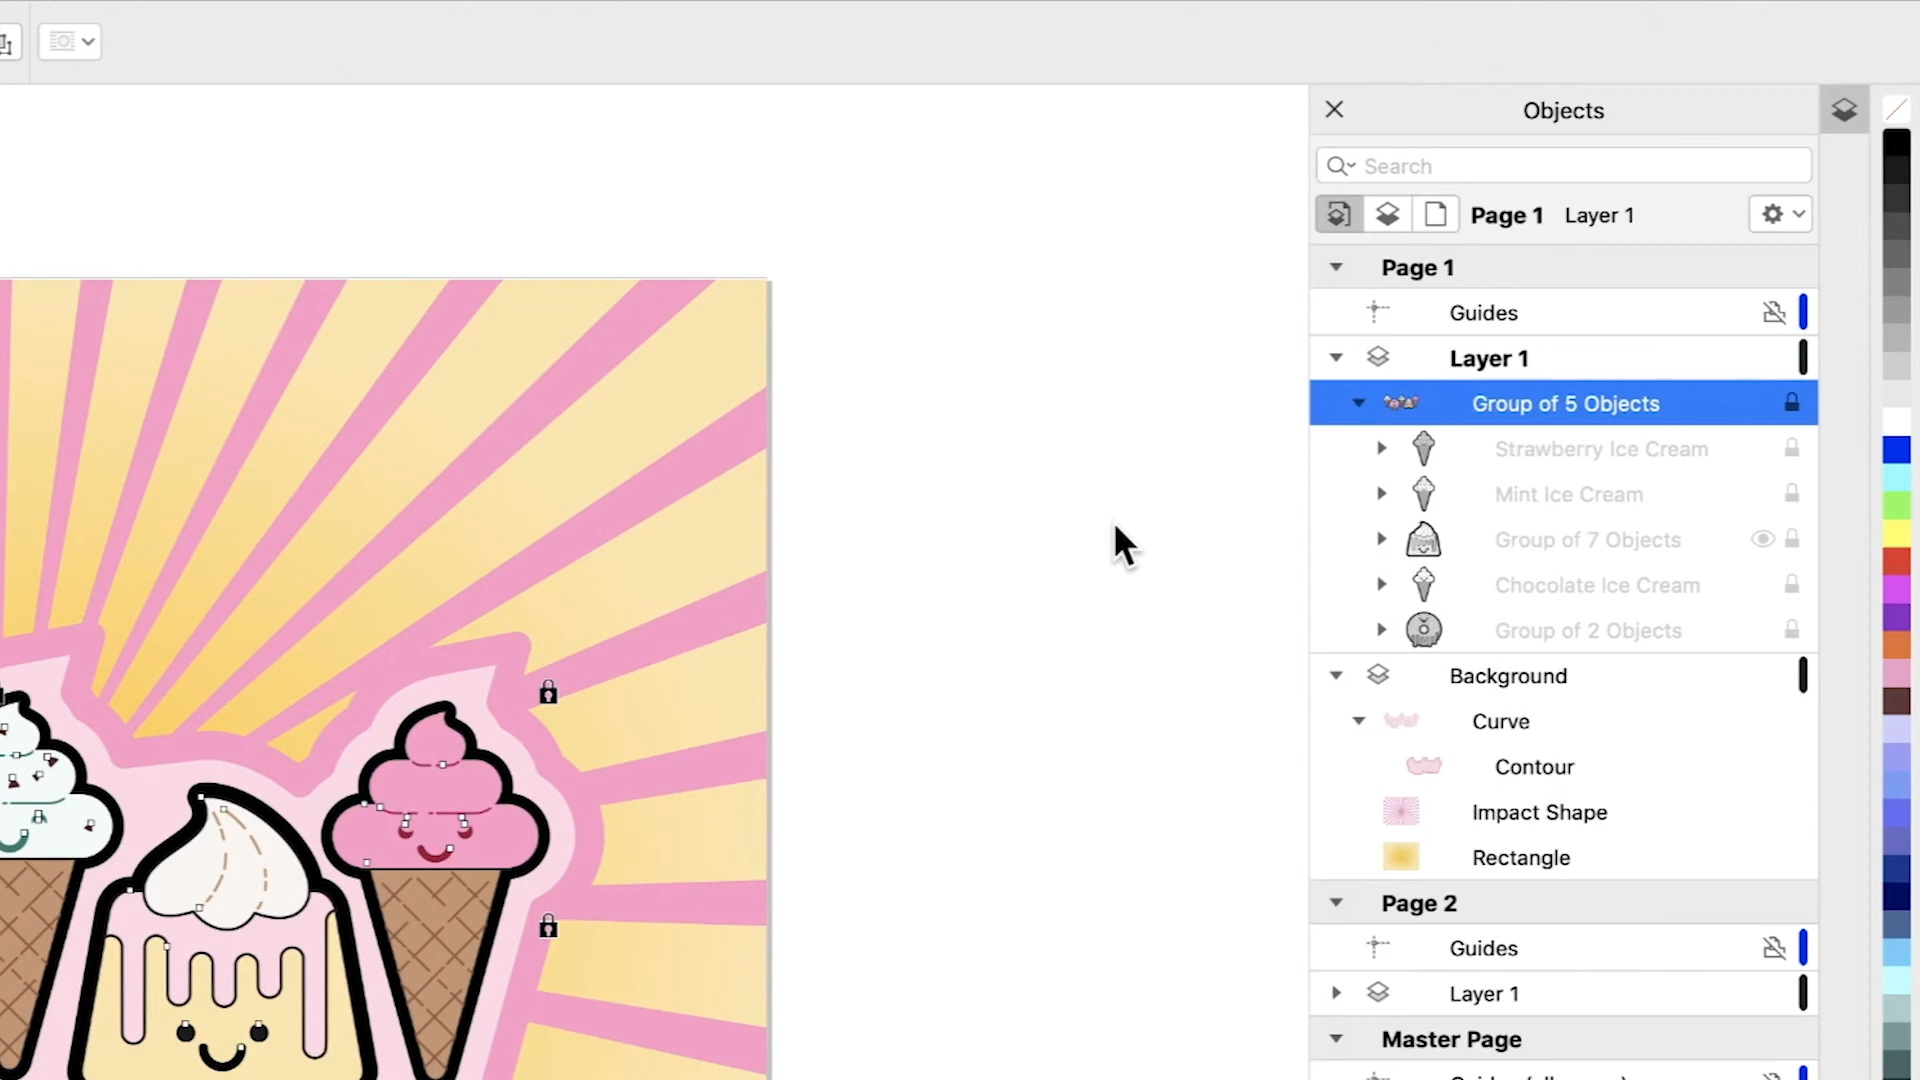 Objects
Search
Page 1 Layer 1
Page 1
Guides
Layer 1
Group of 5 Objects
Strawberry Ice Cream
Mint Ice Cream
Group of 7 Objects
Chocolate Ice Cream
Group of 2 Objects
Background
Curve
Contour
Impact Shape
Rectangle
Page 2
Guides
Layer 1
Master Page